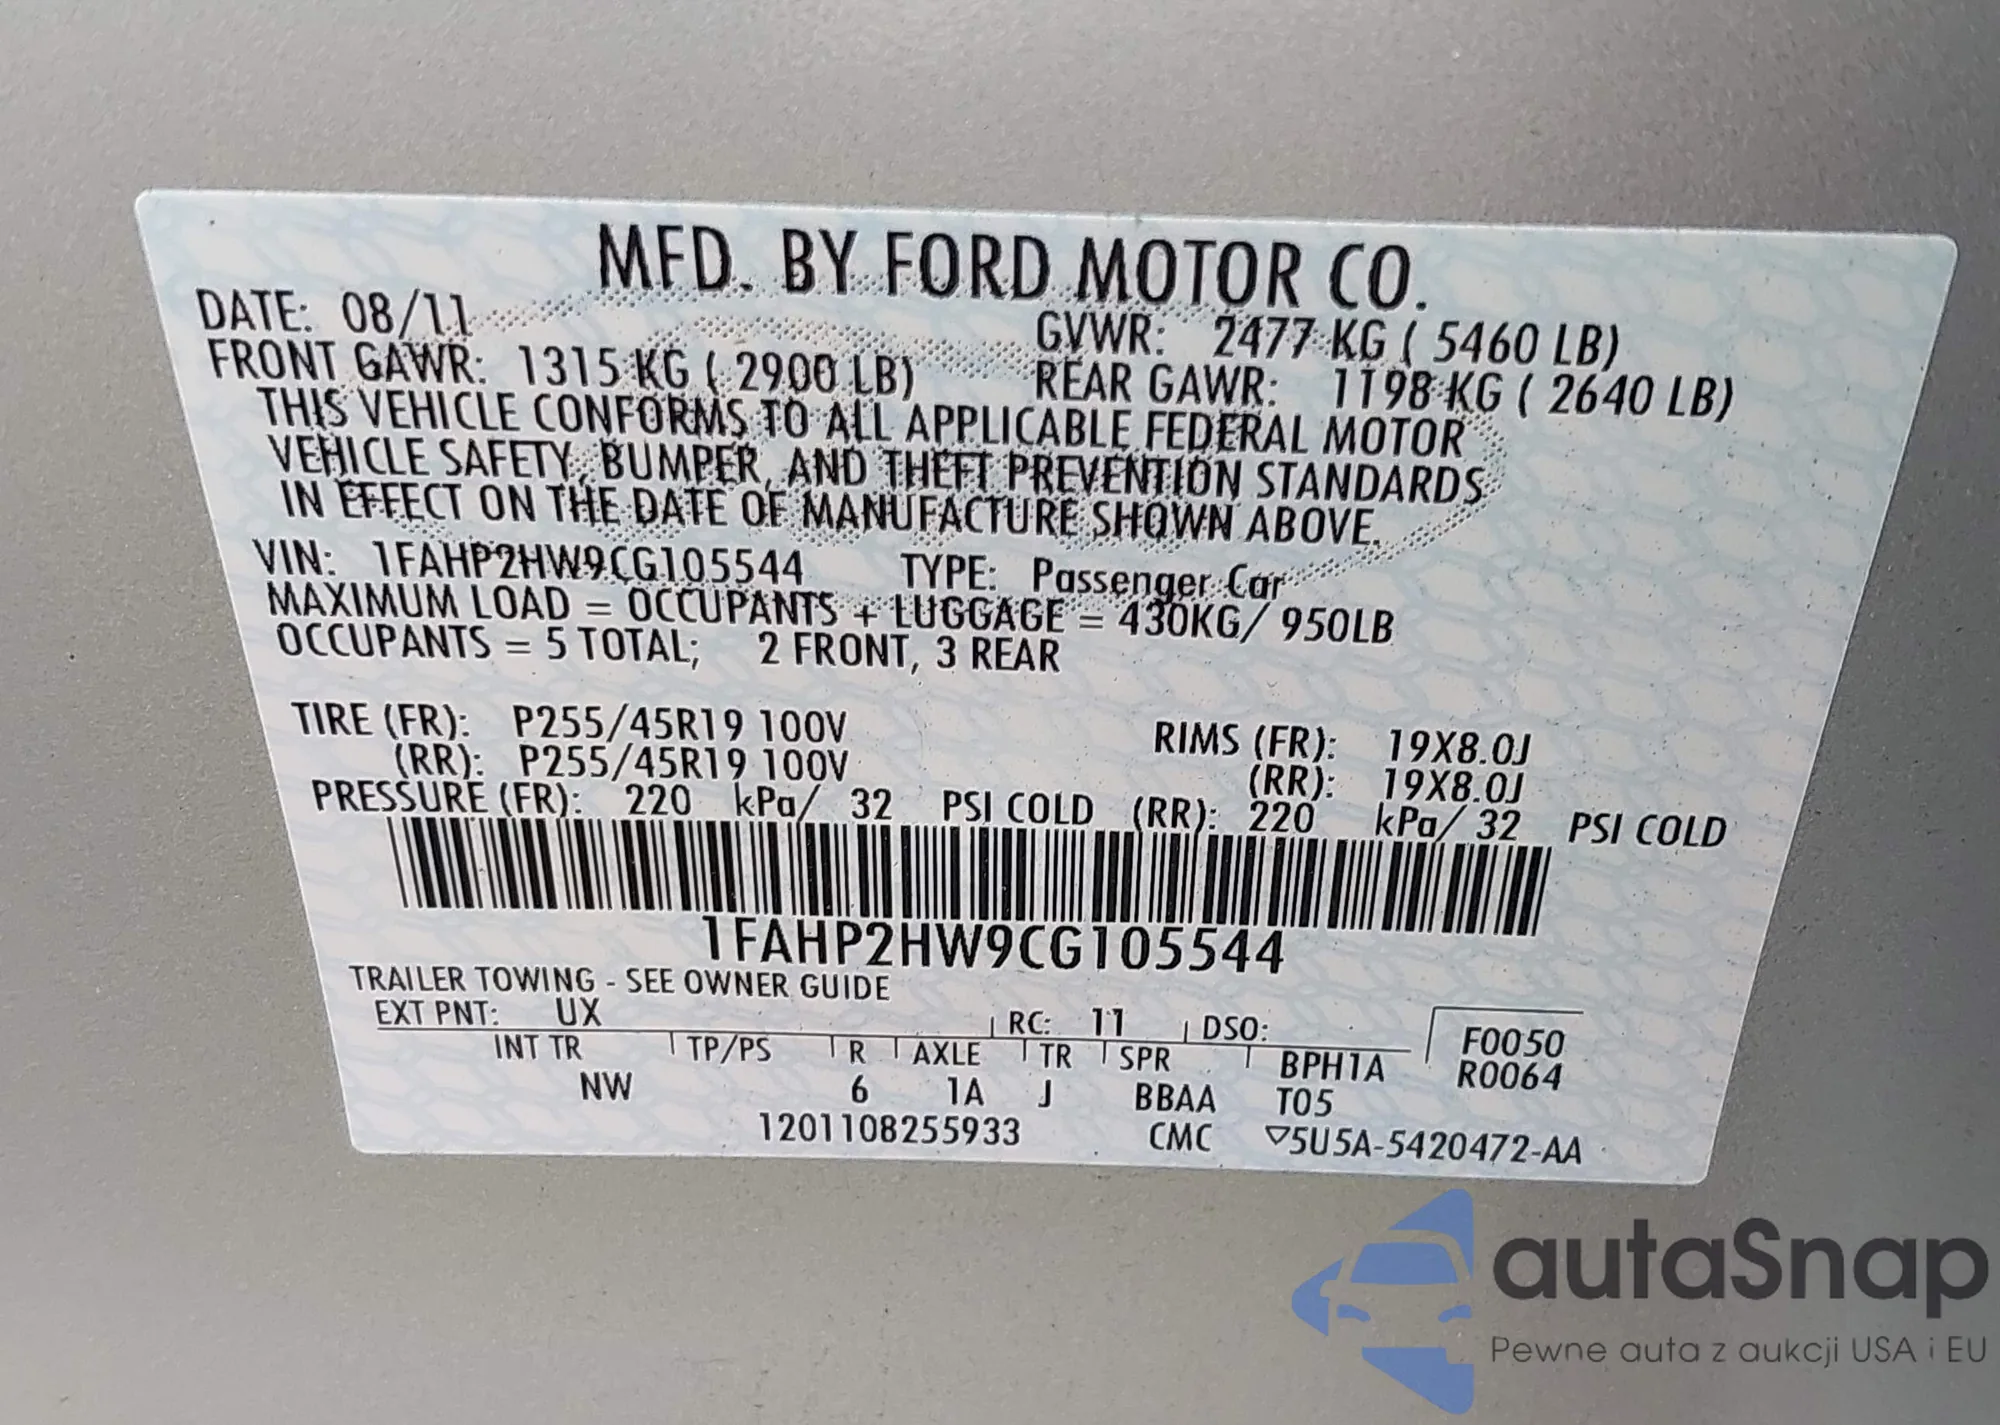 MFD. BY FORD MOTOR CO.
DATE: 08/11
GVWR: 2477 KG ( 5460 LB)
FRONT GAWR: 1315 KG ( 2900 LB)
REAR GAWR: 1198 KG ( 2640 LB)
THIS VEHICLE CONFORMS TO ALL APPLICABLE FEDERAL MOTOR
VEHICLE SAFETY, BUMPER, AND THEFT PREVENTION STANDARDS
IN EFFECT ON THE DATE OF MANUFACTURE SHOWN ABOVE.
VIN: 1FAHP2HW9CG105544 TYPE: Passenger Car
MAXIMUM LOAD = OCCUPANTS + LUGGAGE = 430KG/ 950LB
OCCUPANTS = 5 TOTAL; 2 FRONT, 3 REAR
TIRE (FR): P255/45R19 100V RIMS (FR): 19X8.0J
(RR): P255/45R19 100V (RR): 19X8.0J
PRESSURE (FR): 220 kPa/ 32 PSI COLD (RR): 220 kPa/ 32 PSI COLD
1FAHP2HW9CG105544
TRAILER TOWING - SEE OWNER GUIDE
EXT PNT: UX RC: 11 DSO: F0050
INT TR TP/PS R AXLE TR SPR BPH1A R0064
NW 6 1A J BBAA T05
1201108255933 CMC ▽5U5A-5420472-AA
autaSnap
Pewne auta z aukcji USA i EU